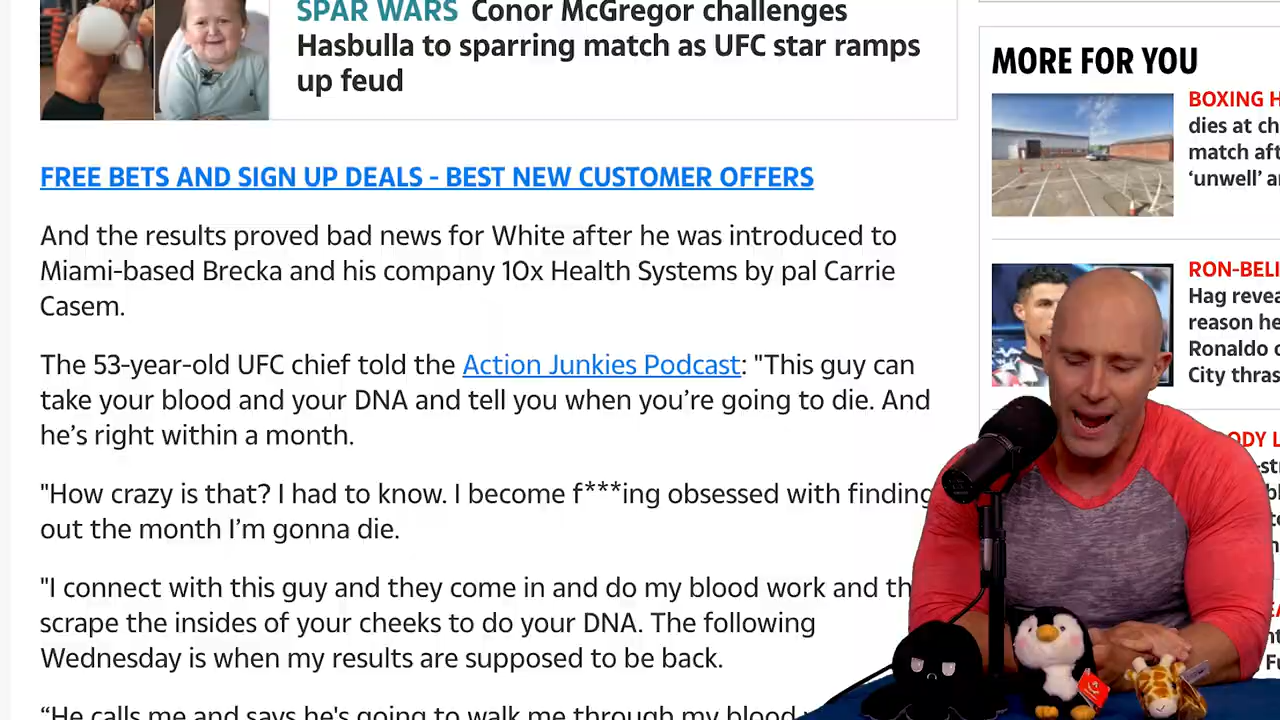 SPAR WARS Conor McGregor challenges
Hasbulla to sparring match as UFC star ramps
up feud
FREE BETS AND SIGN UP DEALS - BEST NEW CUSTOMER OFFERS
And the results proved bad news for White after he was introduced to
Miami-based Brecka and his company 10x Health Systems by pal Carrie
Casem.
The 53-year-old UFC chief told the Action Junkies Podcast: "This guy can
take your blood and your DNA and tell you when you’re going to die. And
he’s right within a month.
"How crazy is that? I had to know. I become f***ing obsessed with finding
out the month I’m gonna die.
"I connect with this guy and they come in and do my blood work and th
scrape the insides of your cheeks to do your DNA. The following
Wednesday is when my results are supposed to be back.
“He calls me and says he's going to walk me through my blood
MORE FOR YOU
BOXING H
dies at ch
match aft
‘unwell’ a
RON-BELI
Hag revea
reason he
Ronaldo
City thras
ODY L